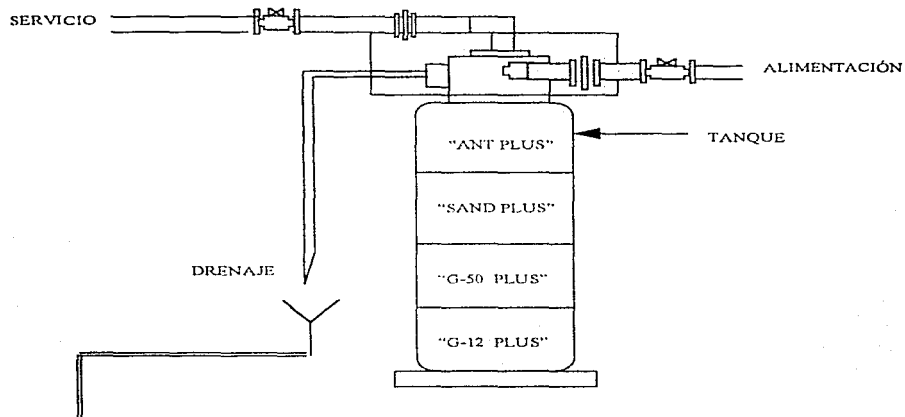 SERVICIO
ALIMENTACIÓN
TANQUE
"ANT PLUS"
"SAND PLUS"
DRENAJE
"G-50 PLUS"
"G-12 PLUS"